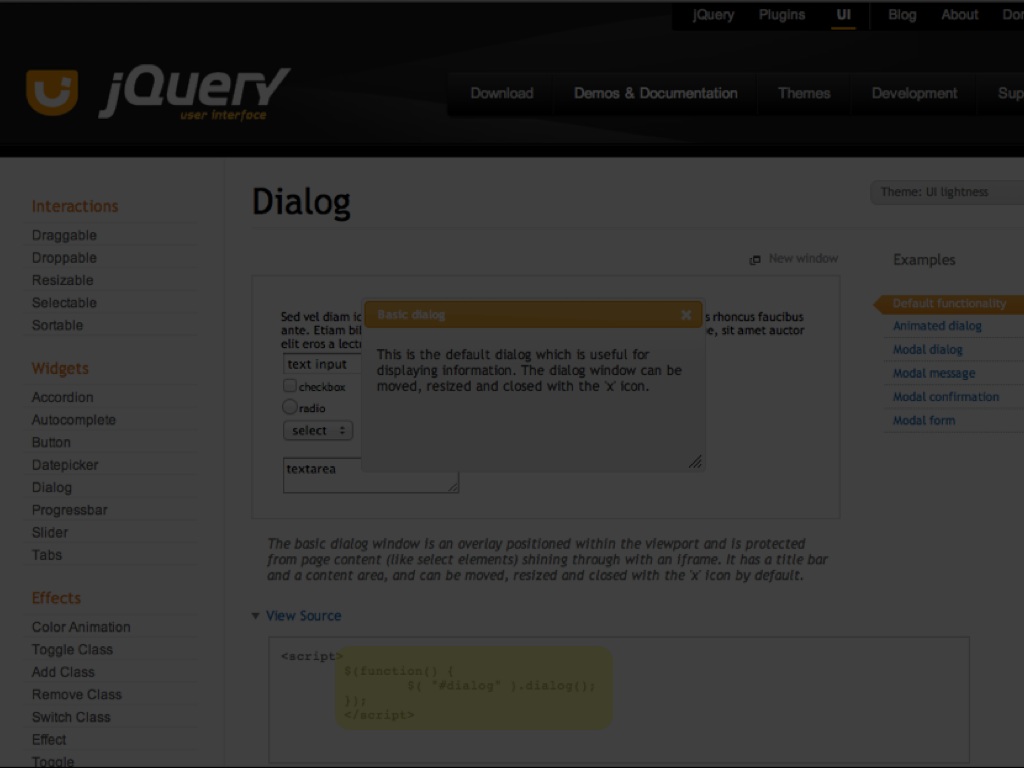 jQuery Plugins UI Blog About
jQuery
user interface
Download Demos & Documentation Themes Development
Interactions
Draggable
Droppable
Resizable
Selectable
Sortable
Widgets
Accordion
Autocomplete
Button
Datepicker
Dialog
Progressbar
Slider
Tabs
Effects
Color Animation
Toggle Class
Add Class
Remove Class
Switch Class
Effect
Toggle
Dialog
New window
Sed vel diam s rhoncus faucibus
ante. Etiam e, sit amet auctor
elit eros a
text input
checkbox
radio
select
textarea
Basic dialog
This is the default dialog which is useful for
displaying information. The dialog window can be
moved, resized and closed with the 'x' icon.
The basic dialog window is an overlay positioned within the viewport and is protected
from page content (like select elements) shining through with an iframe. It has a title bar
and a content area, and can be moved, resized and closed with the 'x' icon by default.
View Source
<script>
$(function() {
$( "#dialog" ).dialog();
});
</script>
Theme: UI lightness
Examples
Default functionality
Animated dialog
Modal dialog
Modal message
Modal confirmation
Modal form